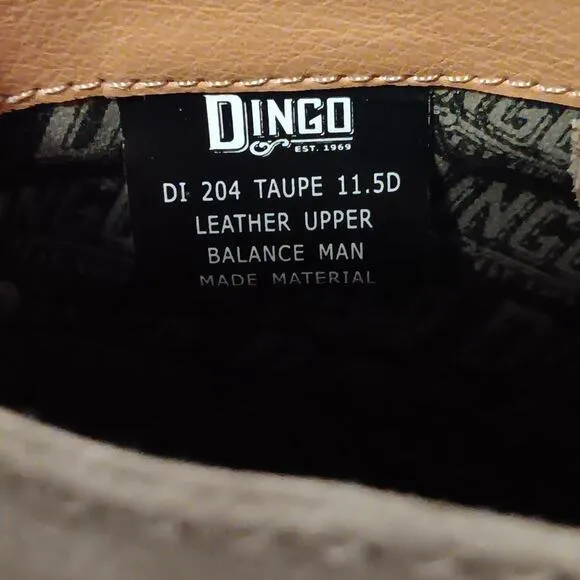 DINGO
EST. 1969
DI 204 TAUPE 11.5D
LEATHER UPPER
BALANCE MAN
MADE MATERIAL